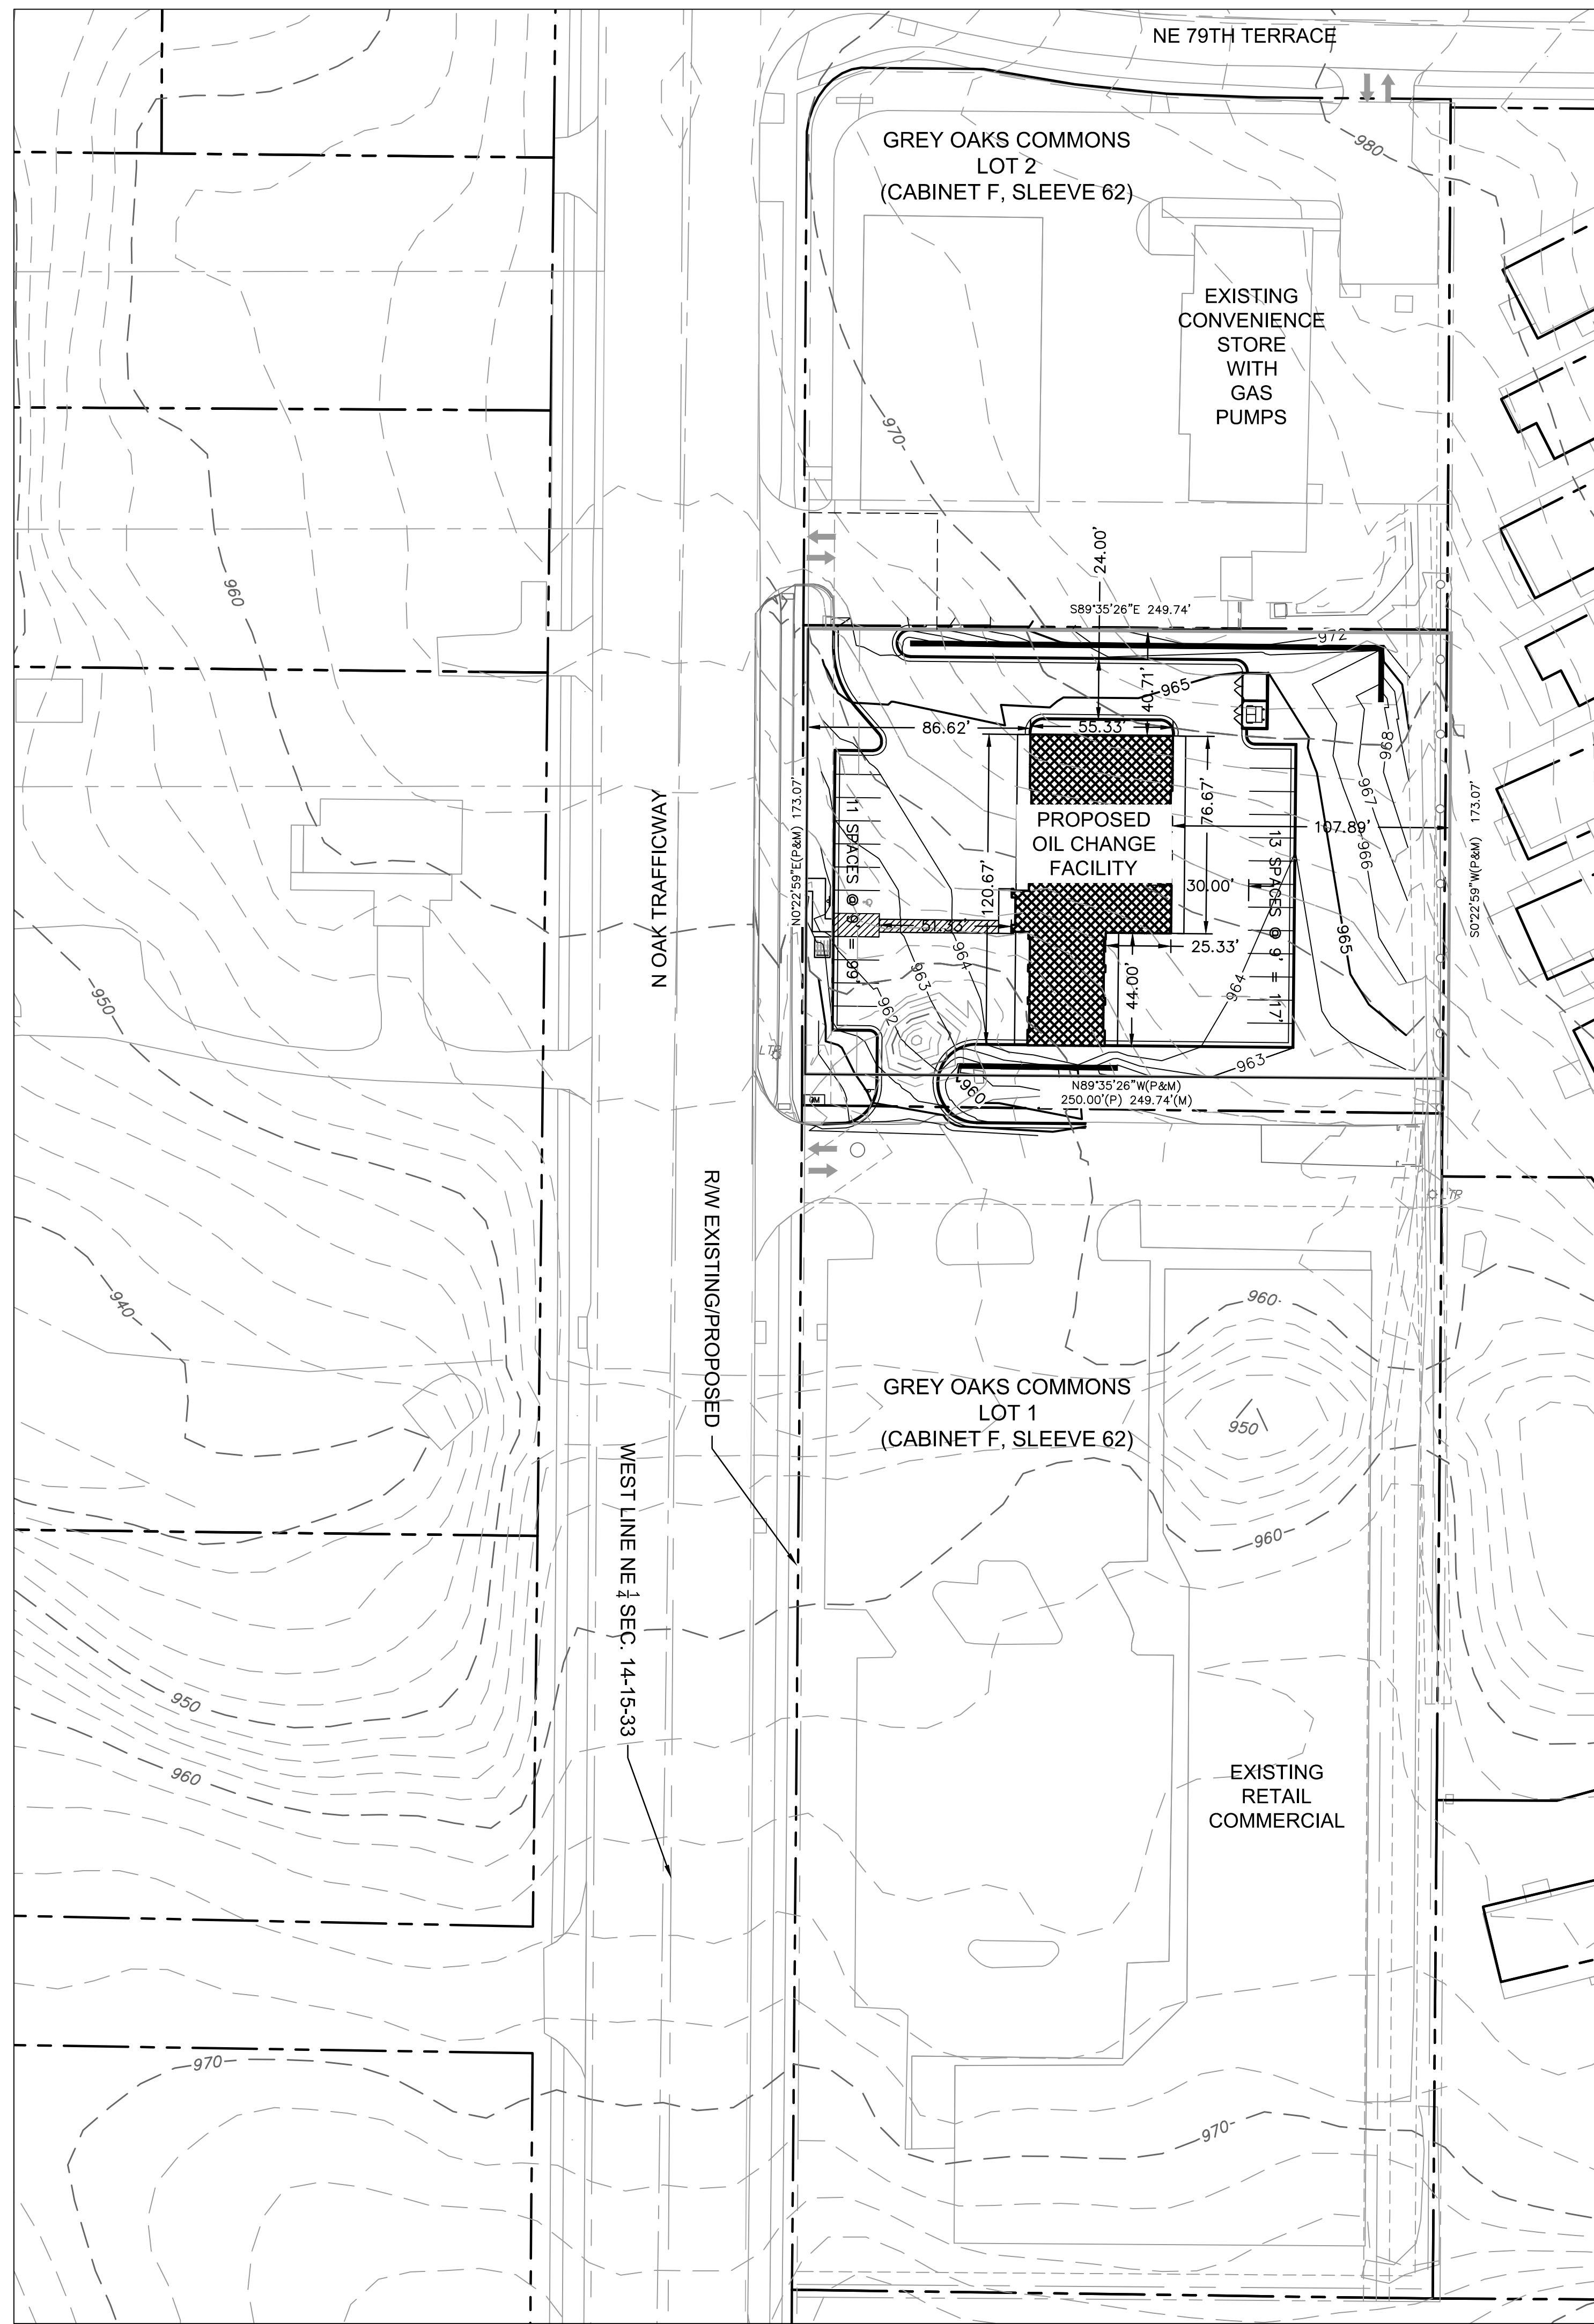 NE 79TH TERRACE
980
GREY OAKS COMMONS
LOT 2
(CABINET F, SLEEVE 62)
EXISTING
CONVENIENCE
STORE
WITH
GAS
PUMPS
970
960
24.00'
S89°35'26"E 249.74'
972
965
40.71'
86.62'
55.33'
968
967
966
N OAK TRAFFICWAY
N0°22'59"E(P&M) 173.07'
11 SPACES @ 9' = 99'
120.67'
PROPOSED
OIL CHANGE
FACILITY
76.67'
107.89'
13 SPACES @ 9' = 117'
S0°22'59"W(P&M) 173.07'
30.00'
51.33'
25.33'
44.00'
965
964
964
963
962
950
LTP
963
960
GM
N89°35'26"W(P&M)
250.00'(P) 249.74'(M)
LTP
R/W EXISTING/PROPOSED
940
960
GREY OAKS COMMONS
LOT 1
(CABINET F, SLEEVE 62)
950
960
WEST LINE NE 1/4 SEC. 14-15-33
950
960
EXISTING
RETAIL
COMMERCIAL
970
970